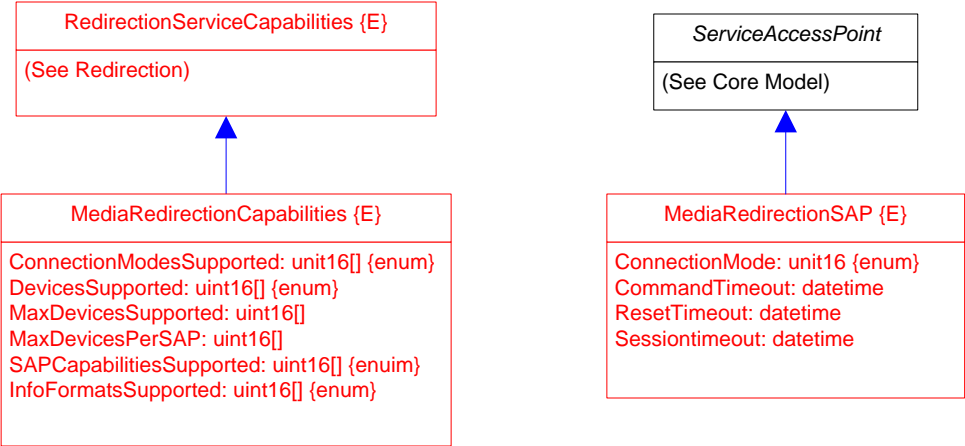 RedirectionServiceCapabilities {E}
(See Redirection)
ServiceAccessPoint
(See Core Model)
MediaRedirectionCapabilities {E}
ConnectionModesSupported: unit16[] {enum}
DevicesSupported: uint16[] {enum}
MaxDevicesSupported: uint16[]
MaxDevicesPerSAP: uint16[]
SAPCapabilitiesSupported: uint16[] {enuim}
InfoFormatsSupported: uint16[] {enum}
MediaRedirectionSAP {E}
ConnectionMode: unit16 {enum}
CommandTimeout: datetime
ResetTimeout: datetime
Sessiontimeout: datetime